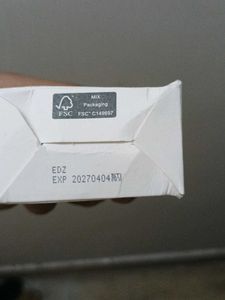 MIX
Packaging
FSC
FSC® C149697
EDZ
EXP 20270404